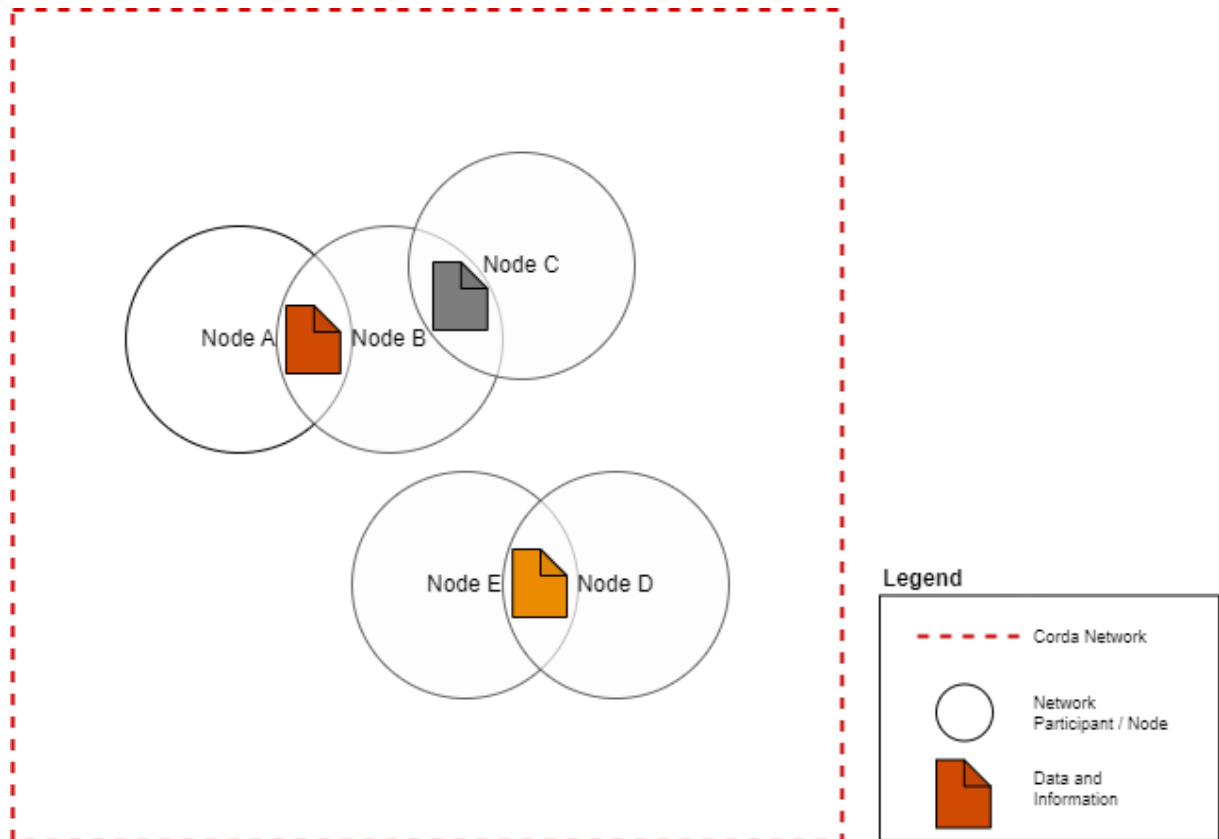 Node C
Node A
Node B
Node E
Node D
Legend
Corda Network
Network
Participant / Node
Data and
Information